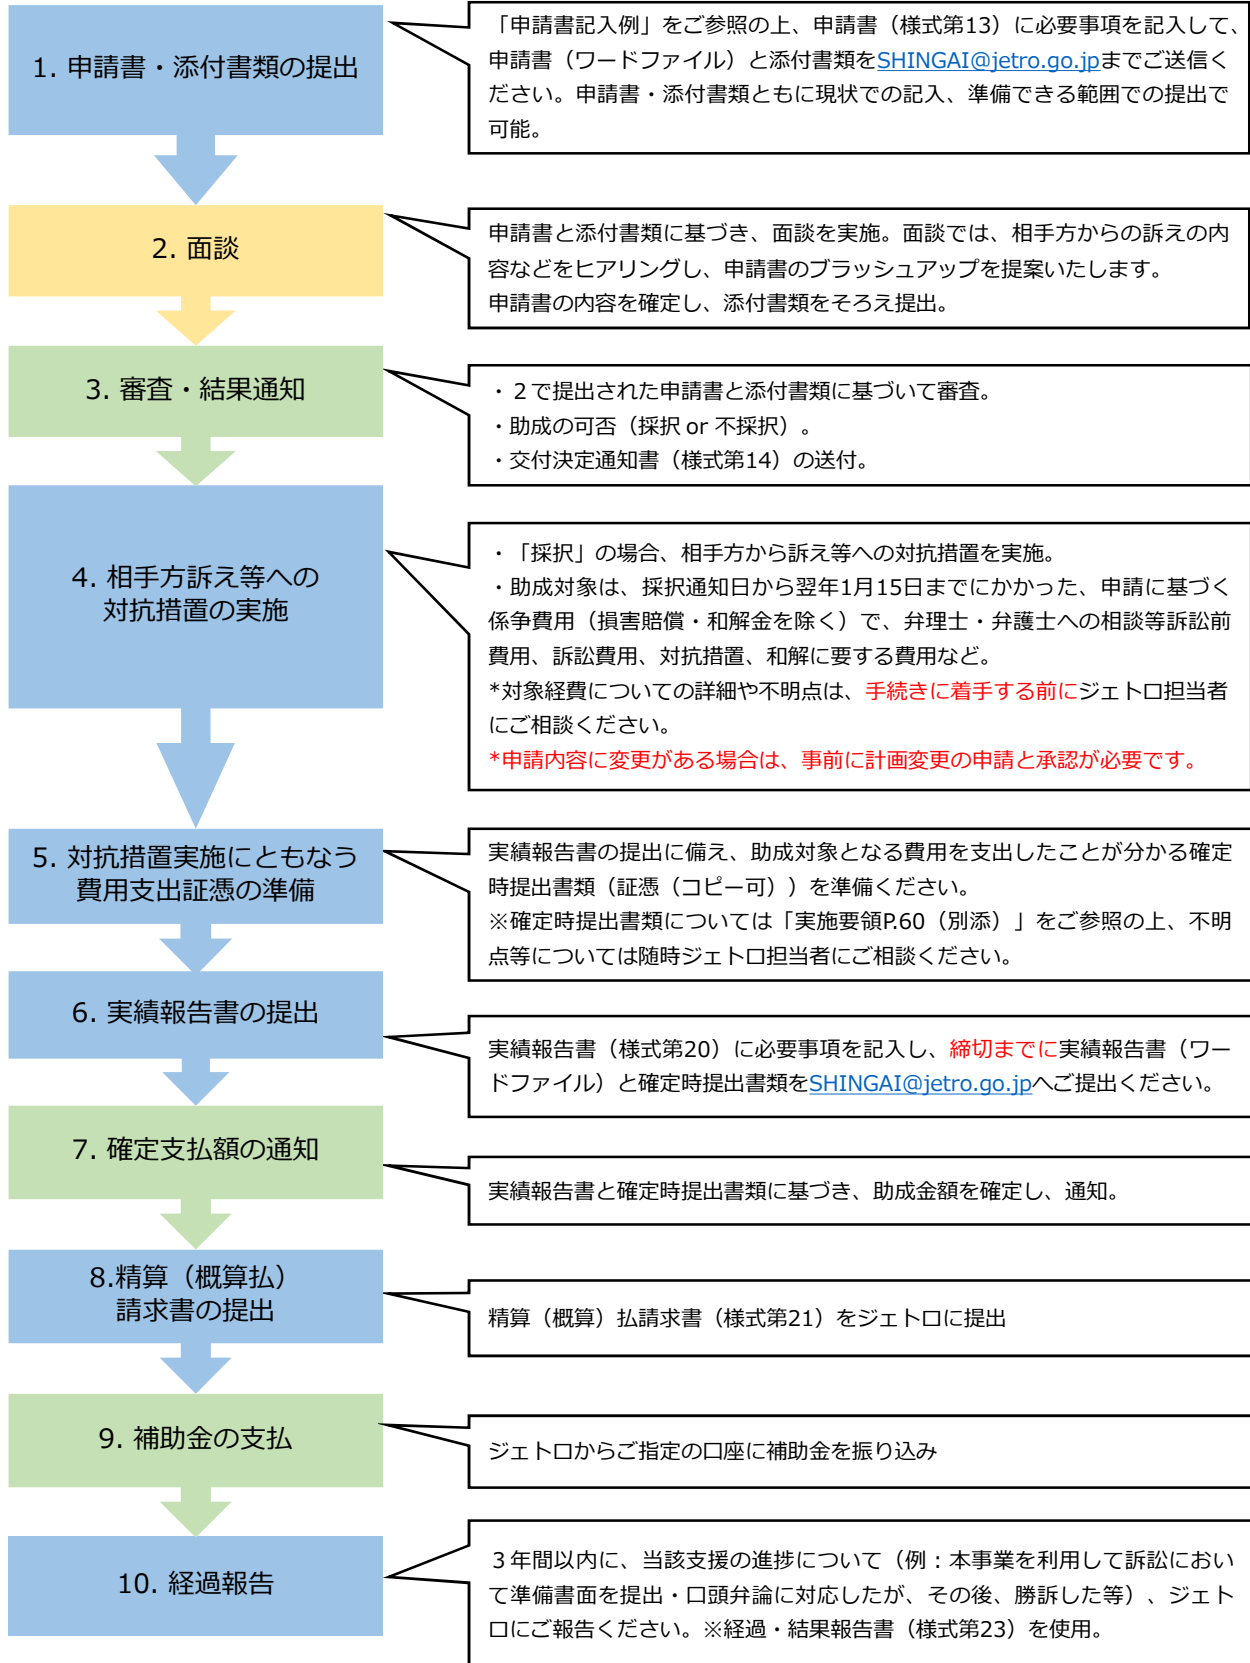 1. 申請書・添付書類の提出
「申請書記入例」をご参照の上、申請書（様式第13）に必要事項を記入して、
申請書（ワードファイル）と添付書類をSHINGAI@jetro.go.jpまでご送信く
ださい。申請書・添付書類ともに現状での記入、準備できる範囲での提出で
可能。
2. 面談
申請書と添付書類に基づき、面談を実施。面談では、相手方からの訴えの内
容などをヒアリングし、申請書のブラッシュアップを提案いたします。
申請書の内容を確定し、添付書類をそろえ提出。
3. 審査・結果通知
・２で提出された申請書と添付書類に基づいて審査。
・助成の可否（採択 or 不採択）。
・交付決定通知書（様式第14）の送付。
4. 相手方訴え等への
対抗措置の実施
・「採択」の場合、相手方から訴え等への対抗措置を実施。
・助成対象は、採択通知日から翌年1月15日までにかかった、申請に基づく
係争費用（損害賠償・和解金を除く）で、弁理士・弁護士への相談等訴訟前
費用、訴訟費用、対抗措置、和解に要する費用など。
*対象経費についての詳細や不明点は、手続きに着手する前にジェトロ担当者
にご相談ください。
*申請内容に変更がある場合は、事前に計画変更の申請と承認が必要です。
5. 対抗措置実施にともなう
費用支出証憑の準備
実績報告書の提出に備え、助成対象となる費用を支出したことが分かる確定
時提出書類（証憑（コピー可））を準備ください。
※確定時提出書類については「実施要領P.60（別添）」をご参照の上、不明
点等については随時ジェトロ担当者にご相談ください。
6. 実績報告書の提出
実績報告書（様式第20）に必要事項を記入し、締切までに実績報告書（ワー
ドファイル）と確定時提出書類をSHINGAI@jetro.go.jpへご提出ください。
7. 確定支払額の通知
実績報告書と確定時提出書類に基づき、助成金額を確定し、通知。
8.精算（概算払）
請求書の提出
精算（概算）払請求書（様式第21）をジェトロに提出
9. 補助金の支払
ジェトロからご指定の口座に補助金を振り込み
10. 経過報告
３年間以内に、当該支援の進捗について（例：本事業を利用して訴訟におい
て準備書面を提出・口頭弁論に対応したが、その後、勝訴した等）、ジェト
ロにご報告ください。※経過・結果報告書（様式第23）を使用。